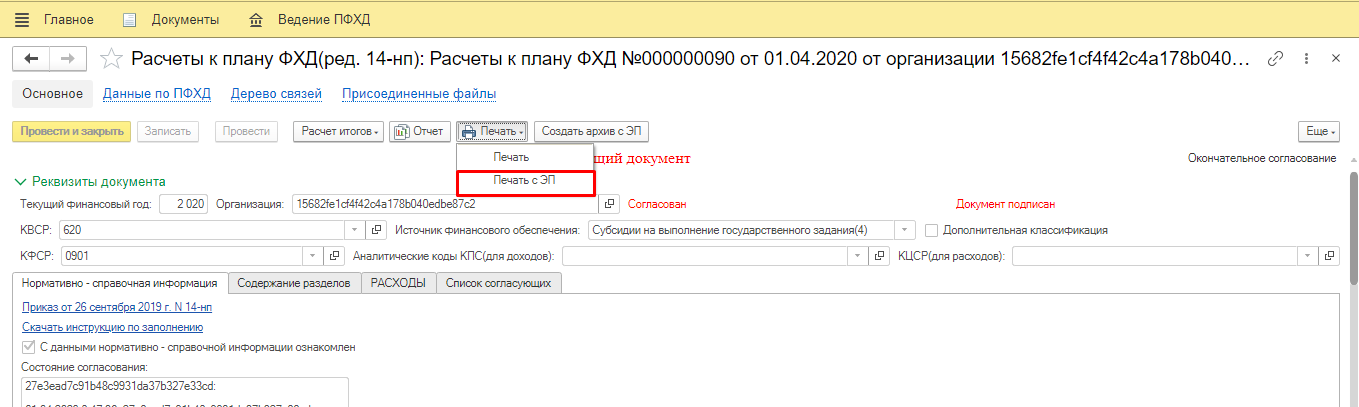 Главное Документы Ведение ПФХД
Расчеты к плану ФХД(ред. 14-нп): Расчеты к плану ФХД №000000090 от 01.04.2020 от организации 15682fe1cf4f42c4a178b040...
Основное Данные по ПФХД Дерево связей Присоединенные файлы
Провести и закрыть Записать Провести Расчет итогов Отчет Печать Создать архив с ЭП Еще
Печать щий документ Окончательное согласование
Печать с ЭП
Реквизиты документа
Текущий финансовый год: 2 020 Организация: 15682fe1cf4f42c4a178b040edbe87c2 Согласован Документ подписан
КВСР: 620 Источник финансового обеспечения: Субсидии на выполнение государственного задания(4) Дополнительная классификация
КФСР: 0901 Аналитические коды КПС(для доходов): КЦСР(для расходов):
Нормативно - справочная информация Содержание разделов РАСХОДЫ Список согласующих
Приказ от 26 сентября 2019 г. N 14-нп
Скачать инструкцию по заполнению
С данными нормативно - справочной информации ознакомлен
Состояние согласования:
27e3ead7c91b48c9931da37b327e33cd: